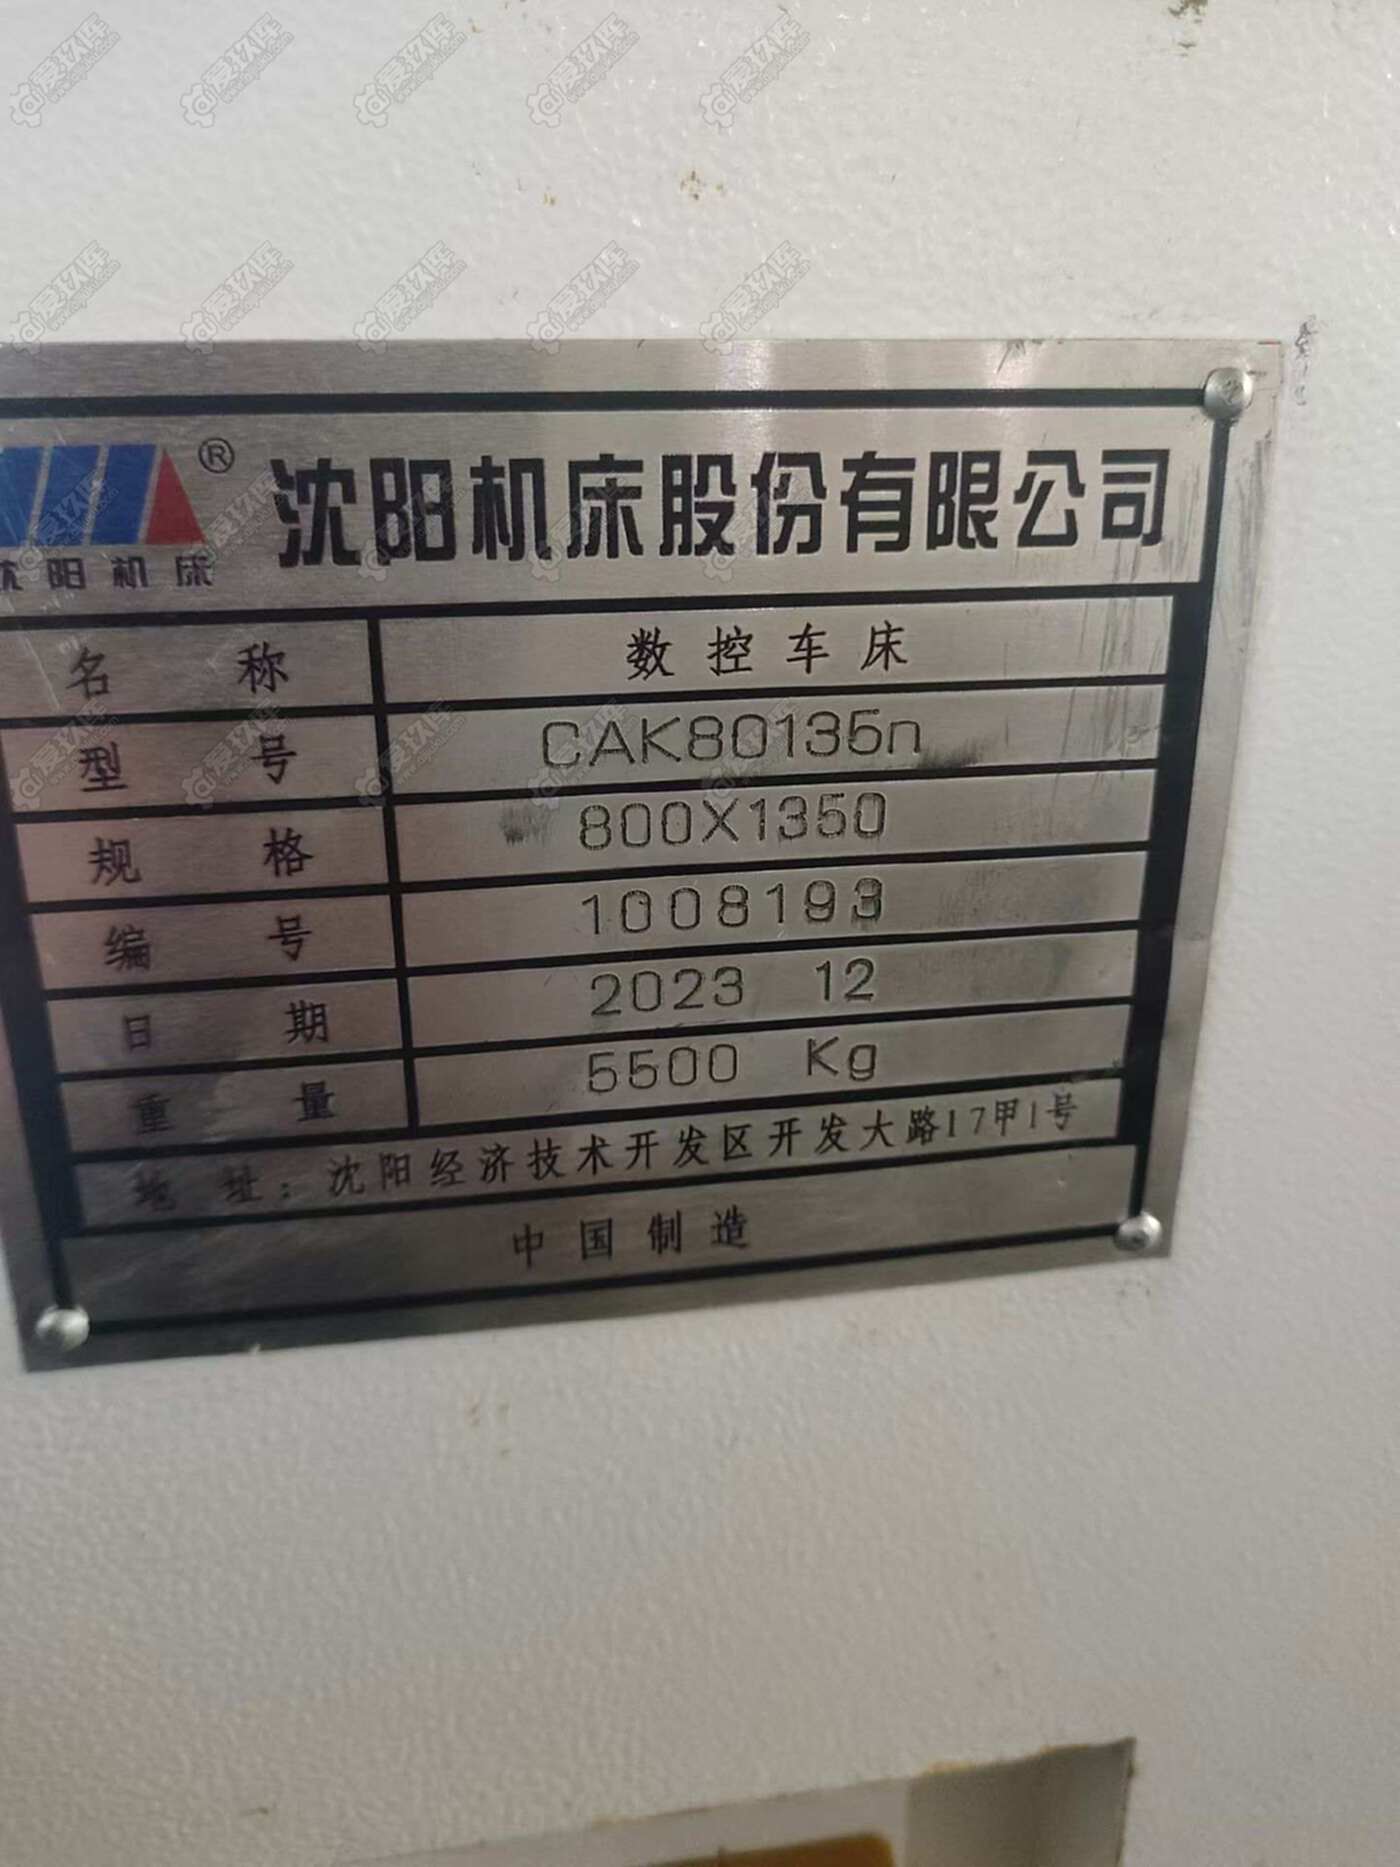 ® 沈阳机床股份有限公司
沈阳机床
名称 数控车床
型号 CAK80135n
规格 800X1350
编号 1008193
日期 2023 12
重量 5500 Kg
地址：沈阳经济技术开发区开发大路17甲1号
中国制造
爱玖库